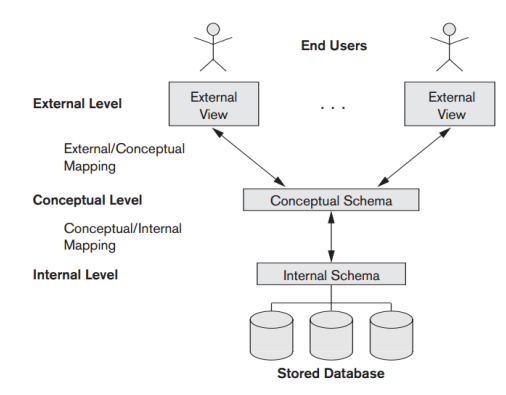 End Users
External Level
External
View
. . .
External
View
External/Conceptual
Mapping
Conceptual Level
Conceptual Schema
Conceptual/Internal
Mapping
Internal Level
Internal Schema
Stored Database